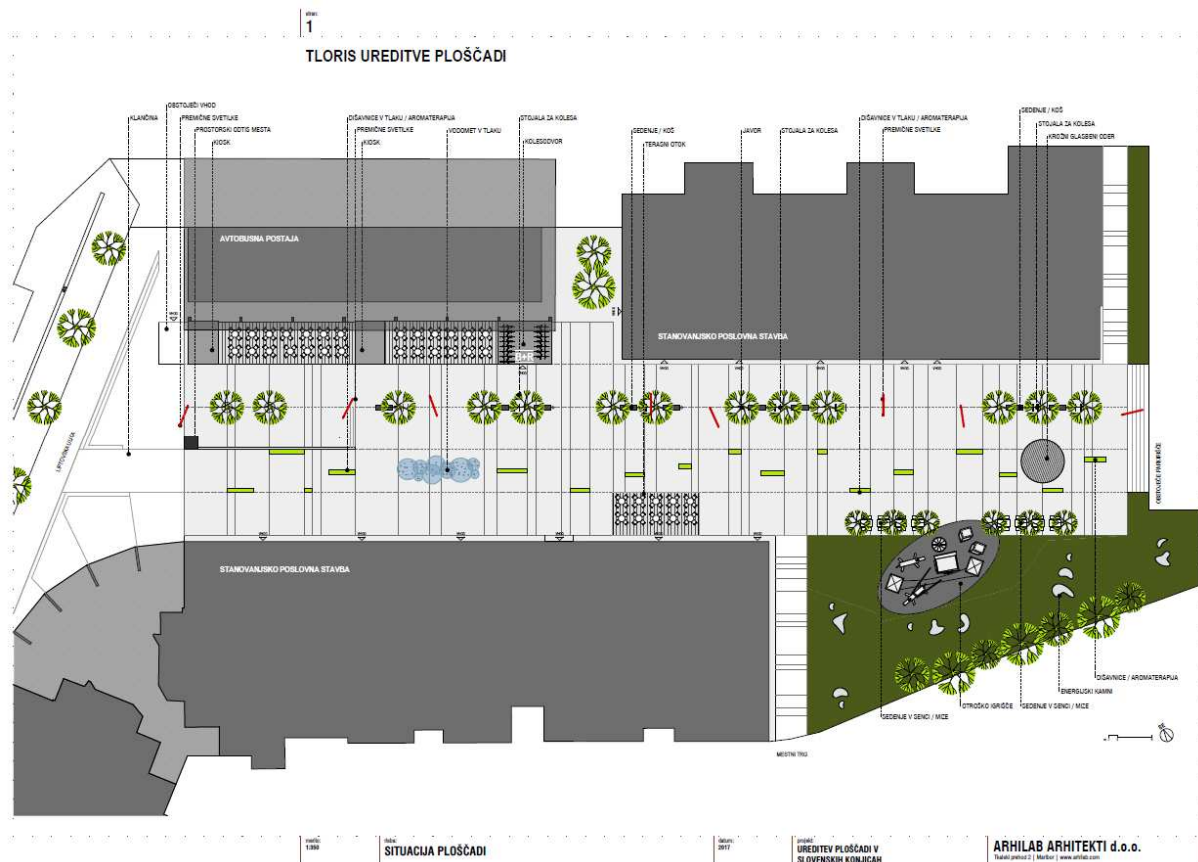 stran:
1
TLORIS UREDITVE PLOŠČADI
OBSTOJEČI VHOD
KLANČINA
PREMIČNE SVETILKE
PROSTORSKI ODTIS MESTA
KIOSK
DIŠAVNICE V TLAKU / AROMATERAPIJA
PREMIČNE SVETILKE
KIOSK
VODOMET V TLAKU
STOJALA ZA KOLESA
KOLESODVOR
SEDENJE / KOŠ
TERASNI OTOK
JAVOR
STOJALA ZA KOLESA
DIŠAVNICE V TLAKU / AROMATERAPIJA
PREMIČNE SVETILKE
SEDENJE / KOŠ
STOJALA ZA KOLESA
KROŽNI GLASBENI ODER
AVTOBUSNA POSTAJA
STANOVANJSKO POSLOVNA STAVBA
B+R
LIPTOVSKA ULICA
OBSTOJEČE PARKIRIŠČE
STANOVANJSKO POSLOVNA STAVBA
DIŠAVNICE / AROMATERAPIJA
ENERGIJSKI KAMNI
OTROŠKO IGRIŠČE
SEDENJE V SENCI / MIZE
SEDENJE V SENCI / MIZE
MESTNI TRG
merilo:
1:350
SITUACIJA PLOŠČADI
datum:
2017
projekt:
UREDITEV PLOŠČADI V
SLOVENSKIH KONJICAH
ARHILAB ARHITEKTI d.o.o.